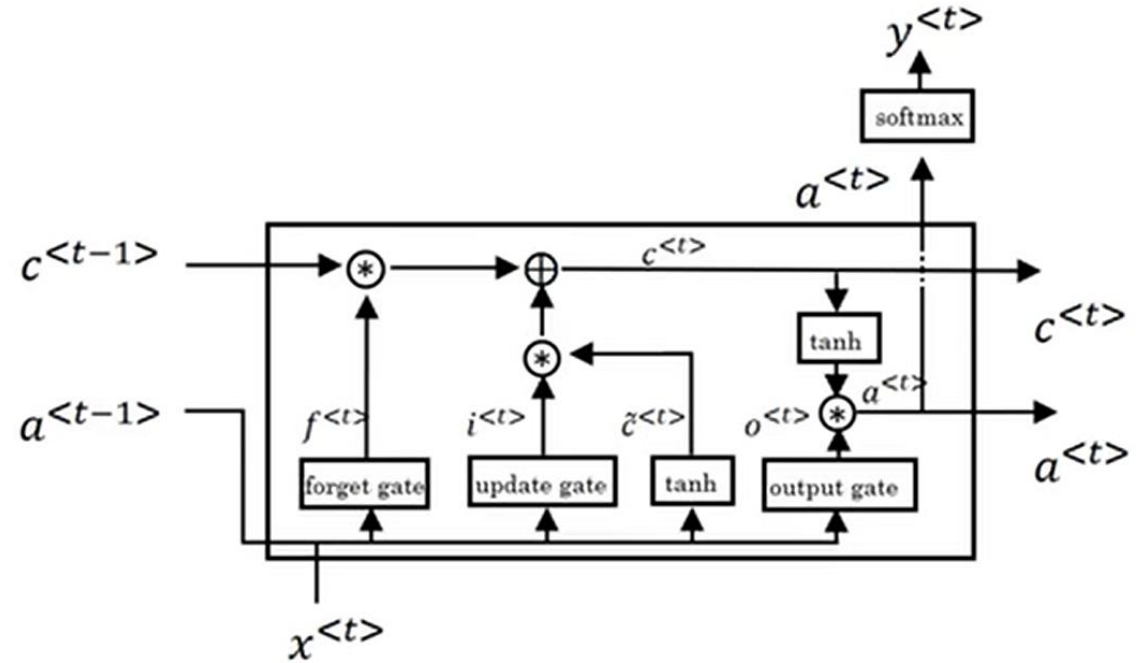 y<t>
softmax
a<t>
c<t-1>
c<t>
c<t>
tanh
a<t-1>
f<t>
i<t>
c̃<t>
o<t>
a<t>
a<t>
forget gate
update gate
tanh
output gate
x<t>